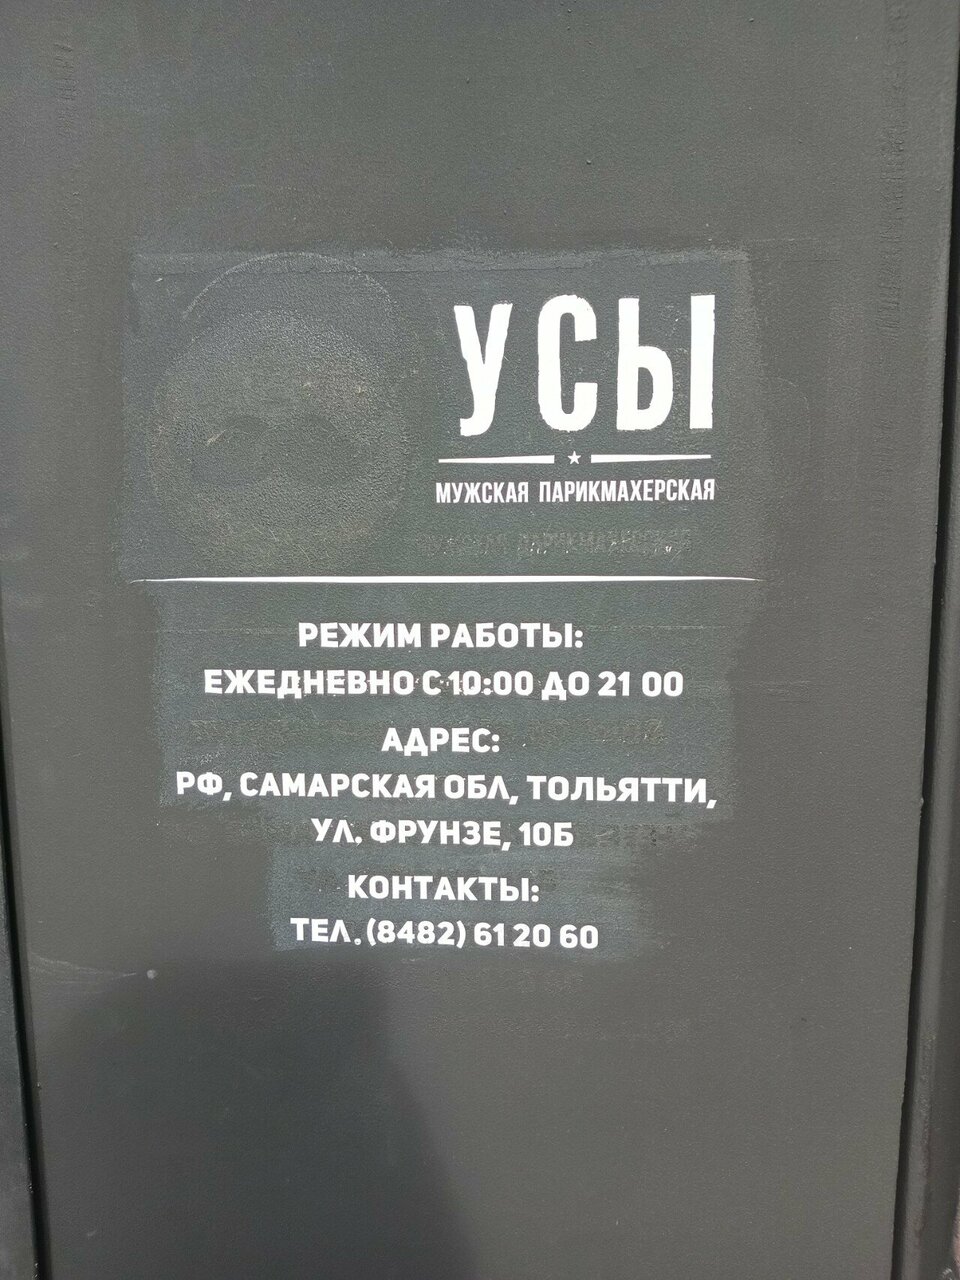 УСЫ
МУЖСКАЯ ПАРИКМАХЕРСКАЯ
РЕЖИМ РАБОТЫ:
ЕЖЕДНЕВНО С 10:00 ДО 21 00
АДРЕС:
РФ, САМАРСКАЯ ОБЛ, ТОЛЬЯТТИ,
УЛ. ФРУНЗЕ, 10Б
КОНТАКТЫ:
ТЕЛ. (8482) 61 20 60